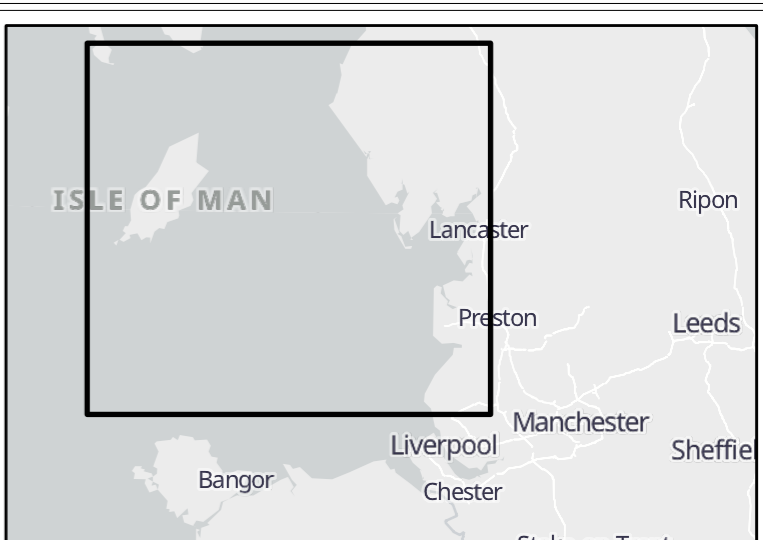 ISLE OF MAN
Ripon
Lancaster
Preston
Leeds
Manchester
Liverpool
Sheffiel
Bangor
Chester